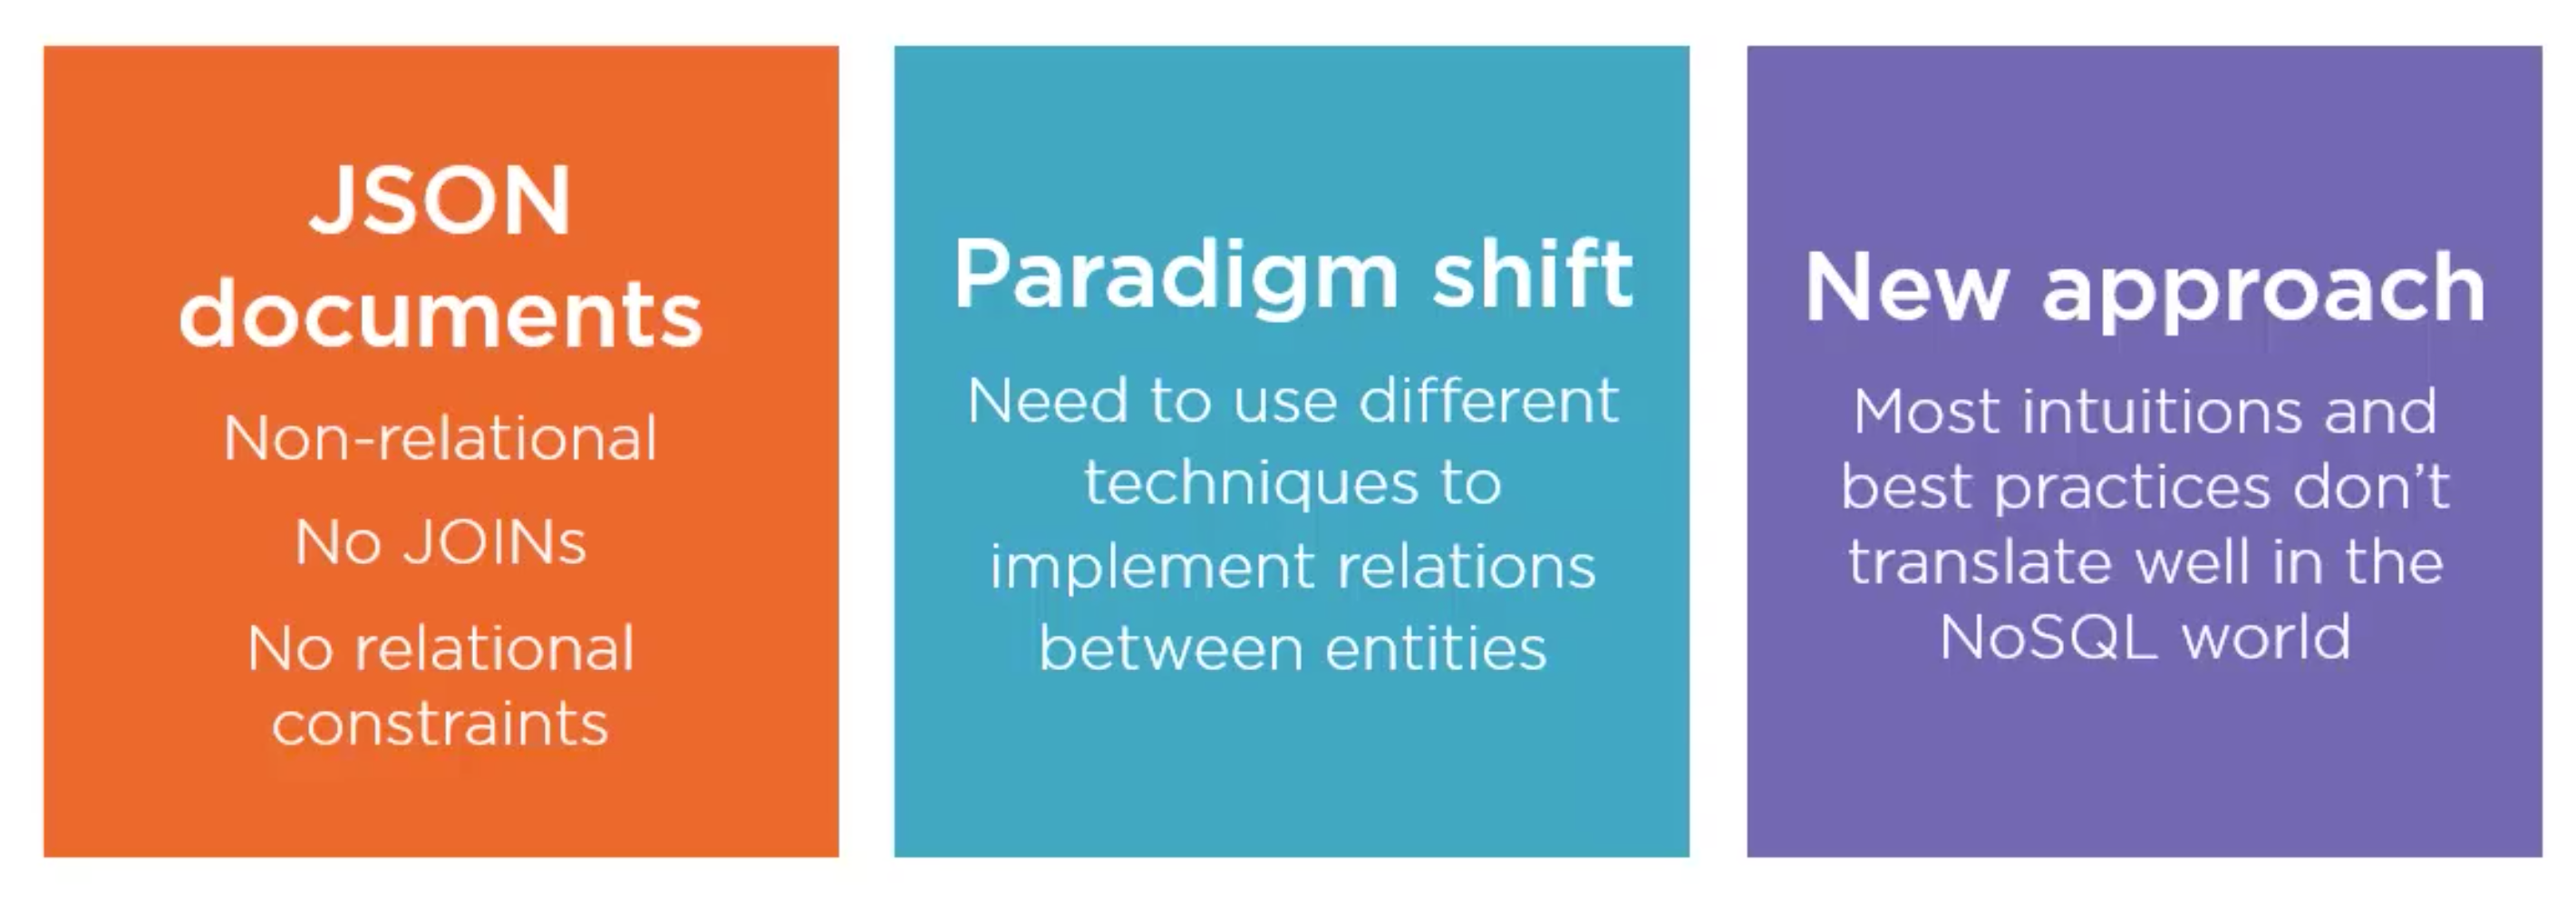 JSON
documents
Non-relational
No JOINs
No relational
constraints
Paradigm shift
Need to use different
techniques to
implement relations
between entities
New approach
Most intuitions and
best practices don’t
translate well in the
NoSQL world